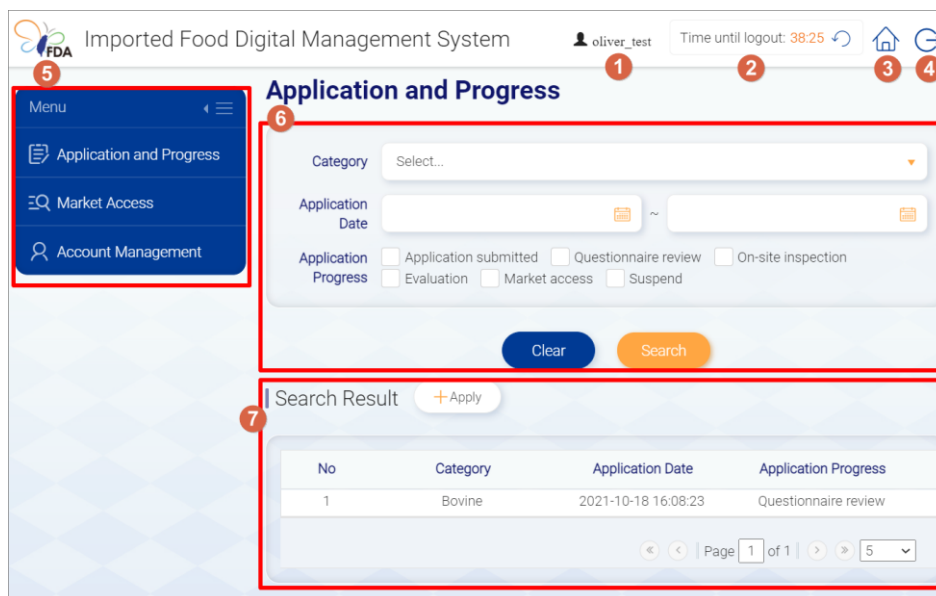 FDA Imported Food Digital Management System oliver_test Time until logout: 38:25
1 2 3 4
5
Menu
Application and Progress
Market Access
Account Management
Application and Progress
6
Category Select...
Application Date ~
Application Progress Application submitted Questionnaire review On-site inspection
Evaluation Market access Suspend
Clear Search
7
Search Result +Apply
No Category Application Date Application Progress
1 Bovine 2021-10-18 16:08:23 Questionnaire review
« ‹ Page 1 of 1 › » 5